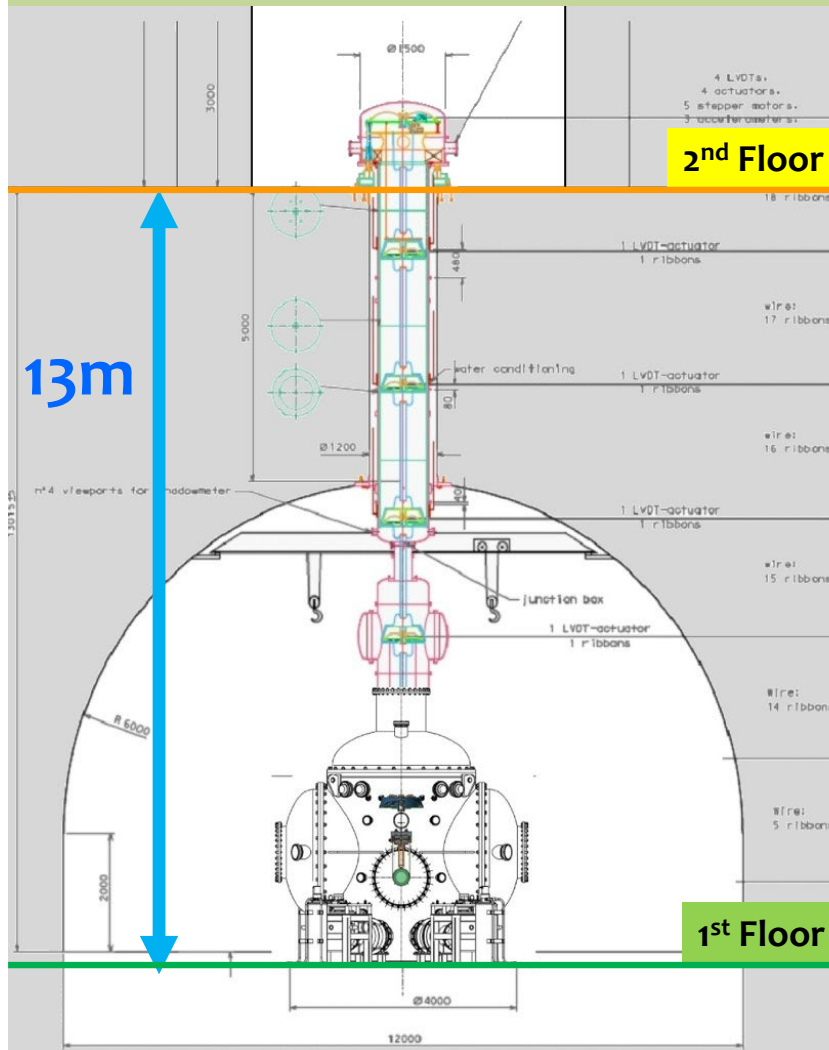 Ø1500
3000
4 LVDTs.
4 actuators.
5 stepper motors.
3 accelerometers.
2nd Floor
18 ribbons
1 LVDT-actuator
1 ribbons
480
wire:
17 ribbons
5000
13m
water conditioning
1 LVDT-actuator
1 ribbons
80
wire:
16 ribbons
Ø1200
n°4 viewports for shadowmeter
40
1 LVDT-actuator
1 ribbons
wire:
15 ribbons
junction box
1 LVDT-actuator
1 ribbons
Wire:
14 ribbons
R6000
Wire:
5 ribbons
2000
1st Floor
Ø4000
12000